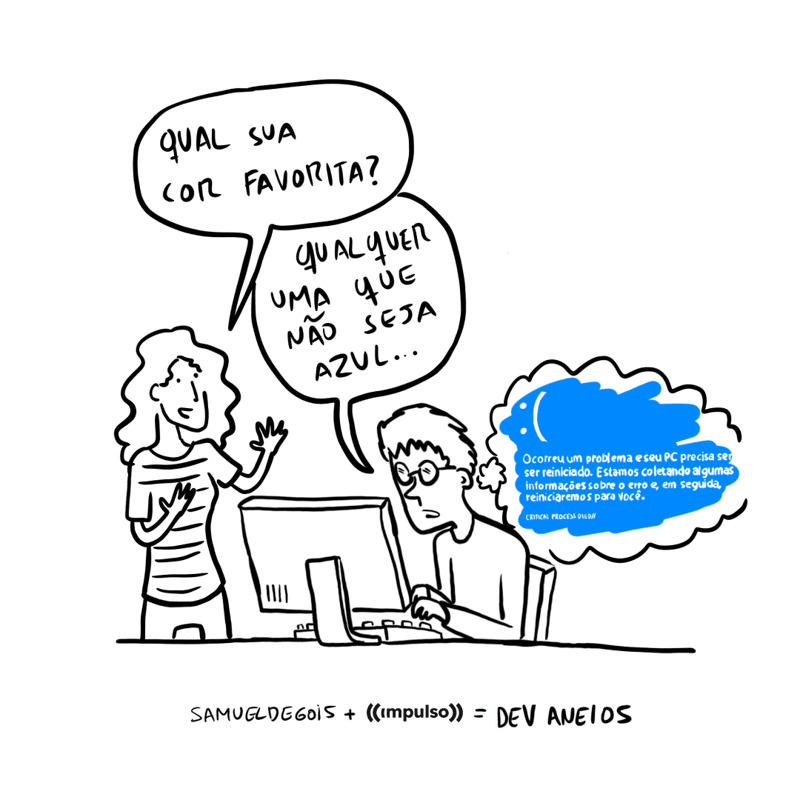 QUAL SUA
COR FAVORITA?
QUALQUER
UMA QUE
NÃO SEJA
AZUL...
:(
Ocorreu um problema e seu PC precisa ser
ser reiniciado. Estamos coletando algumas
informações sobre o erro e, em seguida,
reiniciaremos para você.
CRITICAL PROCESS
SAMUELDEGOIS + ((impulso)) = DEV ANEIOS